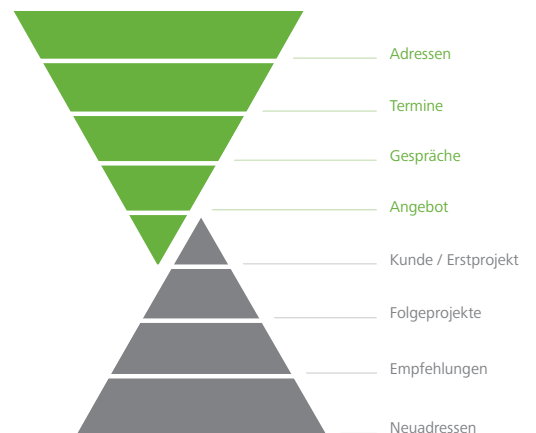 Adressen
Termine
Gespräche
Angebot
Kunde / Erstprojekt
Folgeprojekte
Empfehlungen
Neuadressen